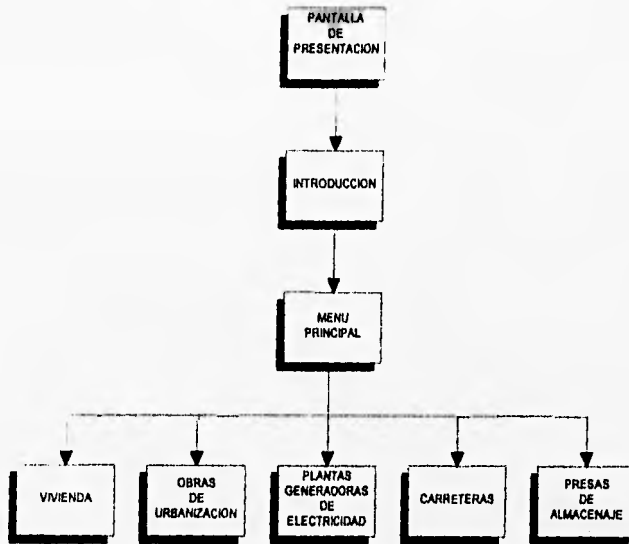 PANTALLA
DE
PRESENTACION
INTRODUCCION
MENU
PRINCIPAL
VIVIENDA
OBRAS
DE
URBANIZACION
PLANTAS
GENERADORAS
DE
ELECTRICIDAD
CARRETERAS
PRESAS
DE
ALMACENAJE